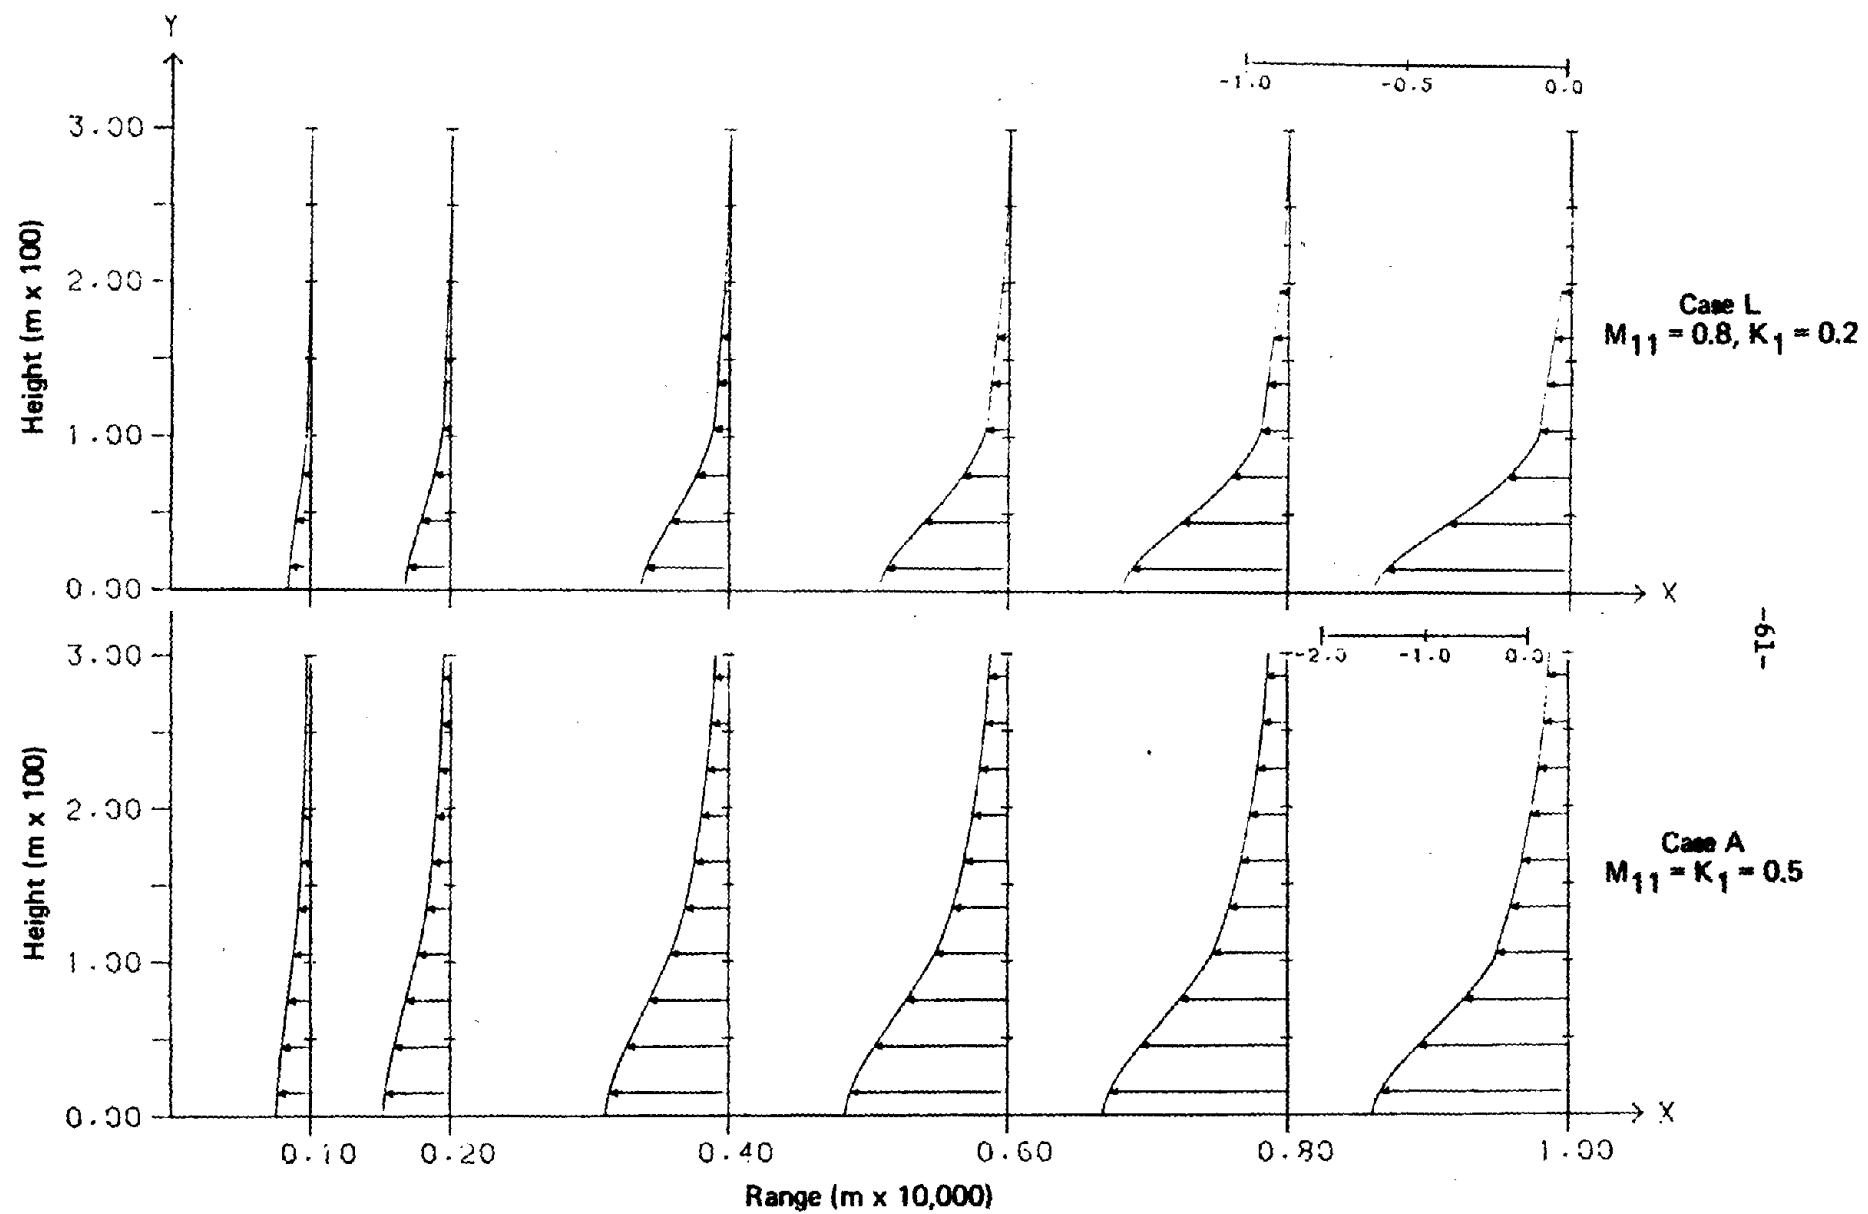 Y
-1.0 -0.5 0.0
3.00
2.00
1.00
0.00
Height (m x 100)
Case L
M11 = 0.8, K1 = 0.2
X
-2.0 -1.0 0.0
3.00
2.00
1.00
0.00
Height (m x 100)
Case A
M11 = K1 = 0.5
X
0.10 0.20 0.40 0.60 0.80 1.00
Range (m x 10,000)
-61-